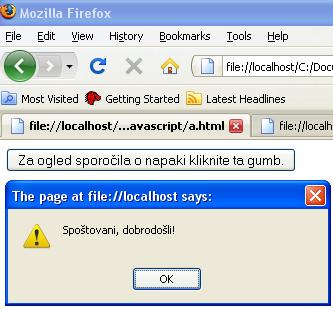 Mozilla Firefox
File Edit View History Bookmarks Tools Help
file://localhost/C:/Doc
Most Visited Getting Started Latest Headlines
file://localhost/...avascript/a.html file://localh
Za ogled sporočila o napaki kliknite ta gumb.
The page at file://localhost says:
Spoštovani, dobrodošli!
OK